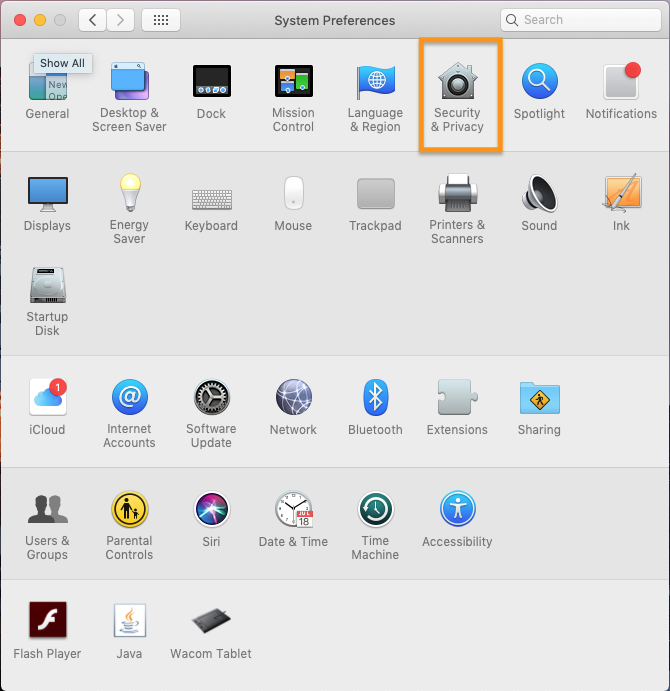 System Preferences
Search
Show All
New
Ope
General
Desktop &
Screen Saver
Dock
Mission
Control
Language
& Region
Security
& Privacy
Spotlight
Notifications
Displays
Energy
Saver
Keyboard
Mouse
Trackpad
Printers &
Scanners
Sound
Ink
Startup
Disk
1
iCloud
@
Internet
Accounts
Software
Update
Network
Bluetooth
Extensions
Sharing
Users &
Groups
Parental
Controls
Siri
JUL
18
Date & Time
Time
Machine
Accessibility
Flash Player
Java
Wacom Tablet